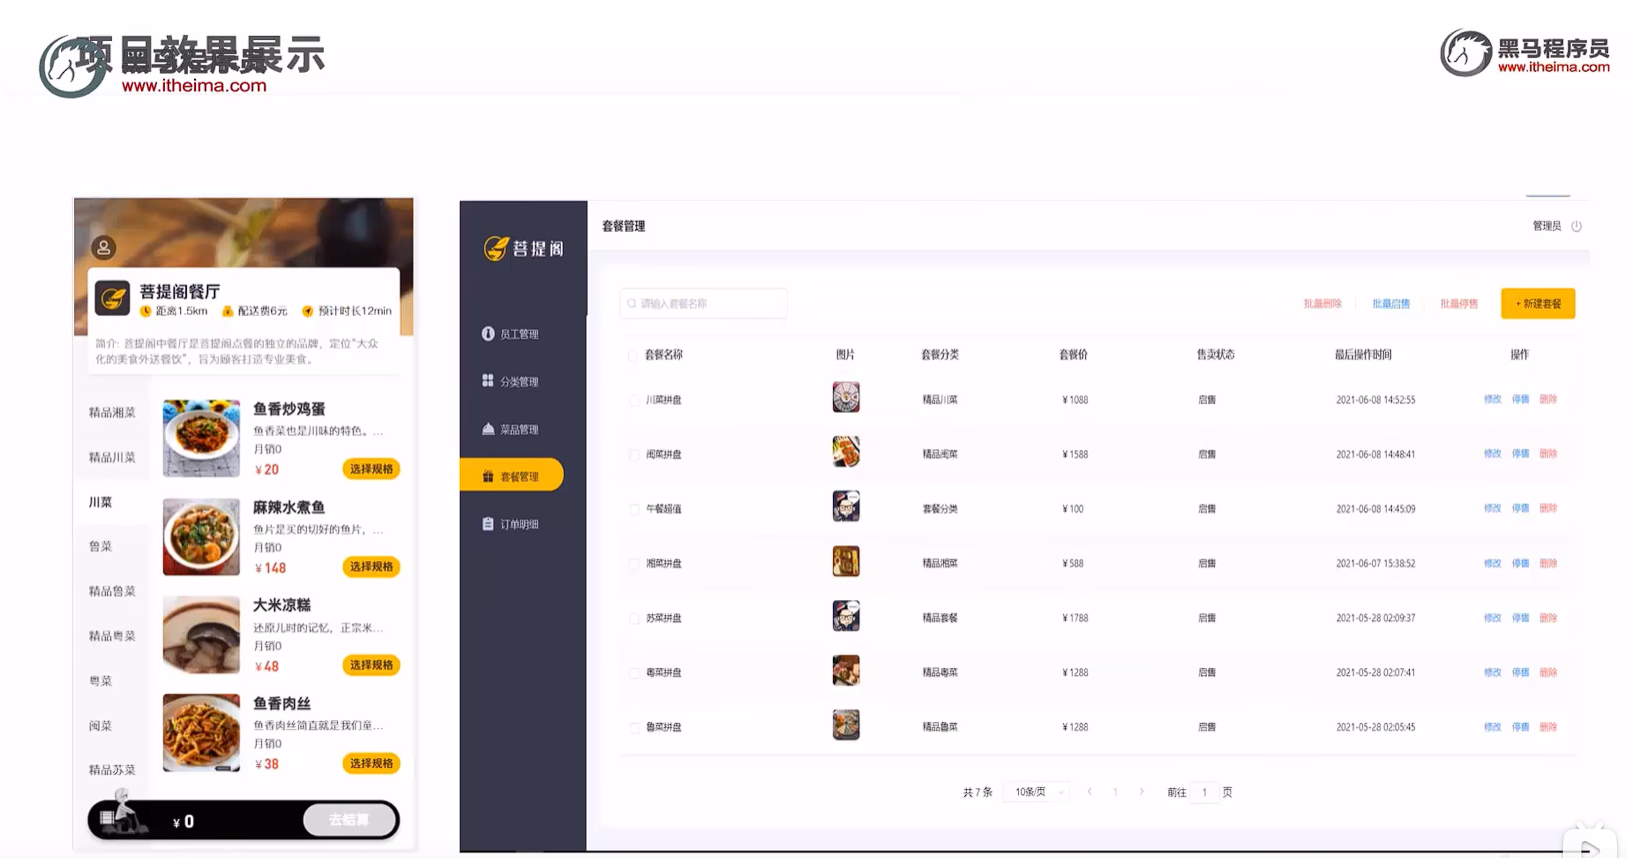 项目效果展示
黑马程序员
www.itheima.com
黑马程序员
www.itheima.com
菩提阁餐厅
距离1.5km 配送费6元 预计时长12min
简介: 菩提阁中餐厅是菩提阁点餐的独立的品牌，定位“大众
化的美食外送餐饮”，旨为顾客打造专业美食。
精品湘菜
精品川菜
川菜
鲁菜
精品鲁菜
精品粤菜
粤菜
闽菜
精品苏菜
鱼香炒鸡蛋
鱼香菜也是川味的特色。...
月销0
¥20 选择规格
麻辣水煮鱼
鱼片是买的切好的鱼片，...
月销0
¥148 选择规格
大米凉糕
还原儿时的记忆，正宗米...
月销0
¥48 选择规格
鱼香肉丝
鱼香肉丝简直就是我们童...
月销0
¥38 选择规格
¥0 去结算
菩提阁
员工管理
分类管理
菜品管理
套餐管理
订单明细
套餐管理 管理员
请输入套餐名称 批量删除 批量启售 批量停售 + 新建套餐
套餐名称 图片 套餐分类 套餐价 售卖状态 最后操作时间 操作
川菜拼盘 精品川菜 ¥1088 启售 2021-06-08 14:52:55 修改 停售 删除
闽菜拼盘 精品闽菜 ¥1588 启售 2021-06-08 14:48:41 修改 停售 删除
午餐超值 套餐分类 ¥100 启售 2021-06-08 14:45:09 修改 停售 删除
湘菜拼盘 精品湘菜 ¥588 启售 2021-06-07 15:38:52 修改 停售 删除
苏菜拼盘 精品套餐 ¥1788 启售 2021-05-28 02:09:37 修改 停售 删除
粤菜拼盘 精品粤菜 ¥1288 启售 2021-05-28 02:07:41 修改 停售 删除
鲁菜拼盘 精品鲁菜 ¥1288 启售 2021-05-28 02:05:45 修改 停售 删除
共 7 条 10条/页 1 前往 1 页